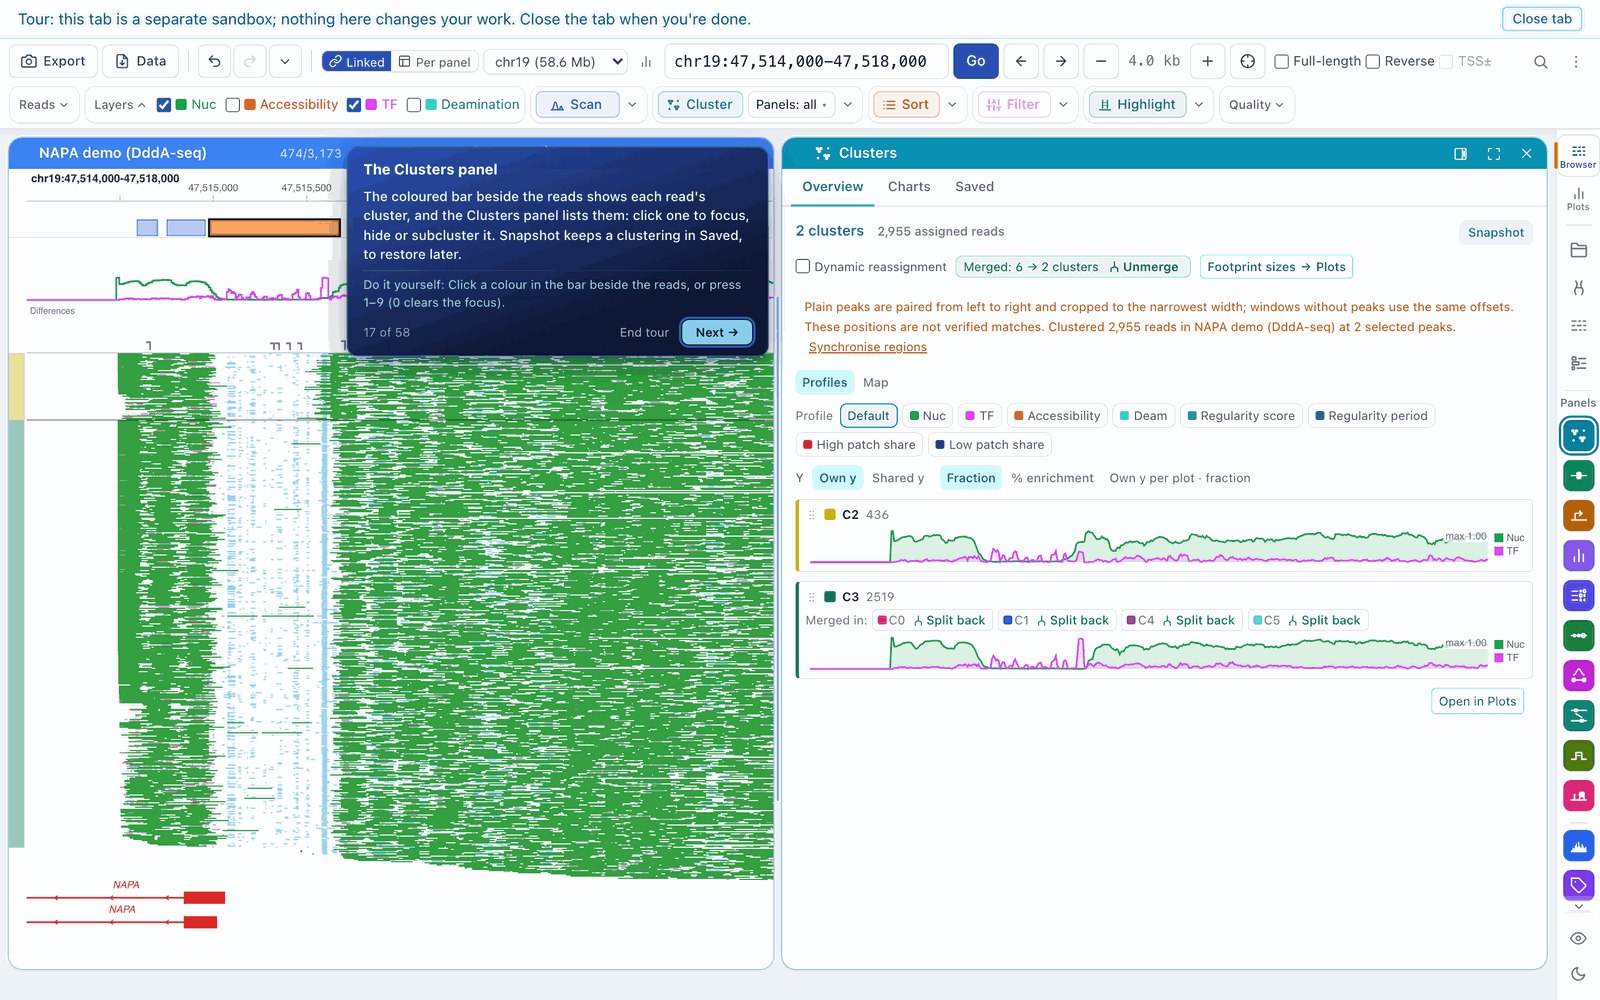 Tour: this tab is a separate sandbox; nothing here changes your work. Close the tab when you're done.
Close tab
Export
Data
Linked
Per panel
chr19 (58.6 Mb)
chr19:47,514,000–47,518,000
Go
4.0 kb
Full-length
Reverse
TSS±
Reads
Layers
Nuc
Accessibility
TF
Deamination
Scan
Cluster
Panels: all
Sort
Filter
Highlight
Quality
NAPA demo (DddA-seq)
474/3,173
chr19:47,514,000-47,518,000
47,515,000
47,515,500
Differences
The Clusters panel
The coloured bar beside the reads shows each read's
cluster, and the Clusters panel lists them: click one to focus,
hide or subcluster it. Snapshot keeps a clustering in Saved,
to restore later.
Do it yourself: Click a colour in the bar beside the reads, or press
1–9 (0 clears the focus).
17 of 58
End tour
Next →
NAPA
NAPA
Clusters
Overview
Charts
Saved
2 clusters
2,955 assigned reads
Snapshot
Dynamic reassignment
Merged: 6 → 2 clusters
Unmerge
Footprint sizes → Plots
Plain peaks are paired from left to right and cropped to the narrowest width; windows without peaks use the same offsets.
These positions are not verified matches. Clustered 2,955 reads in NAPA demo (DddA-seq) at 2 selected peaks.
Synchronise regions
Profiles
Map
Profile
Default
Nuc
TF
Accessibility
Deam
Regularity score
Regularity period
High patch share
Low patch share
Y
Own y
Shared y
Fraction
% enrichment
Own y per plot · fraction
C2 436
max 1.00
Nuc
TF
C3 2519
Merged in:
C0
Split back
C1
Split back
C4
Split back
C5
Split back
max 1.00
Nuc
TF
Open in Plots
Browser
Plots
Panels